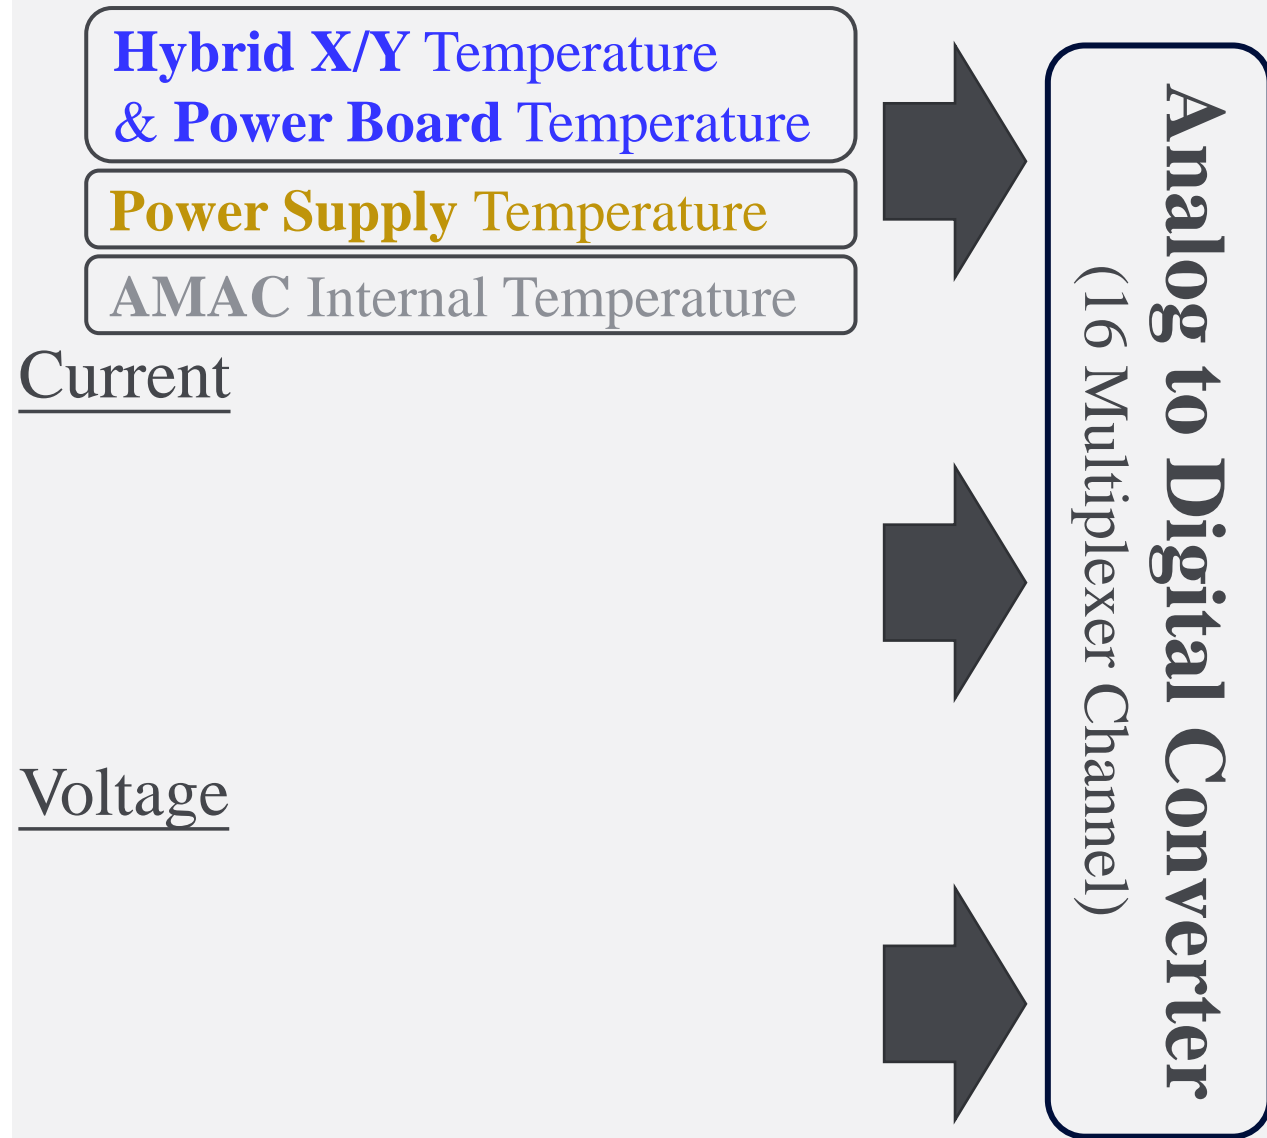 Hybrid X/Y Temperature
& Power Board Temperature
Power Supply Temperature
AMAC Internal Temperature
Current
Voltage
Analog to Digital Converter
(16 Multiplexer Channel)